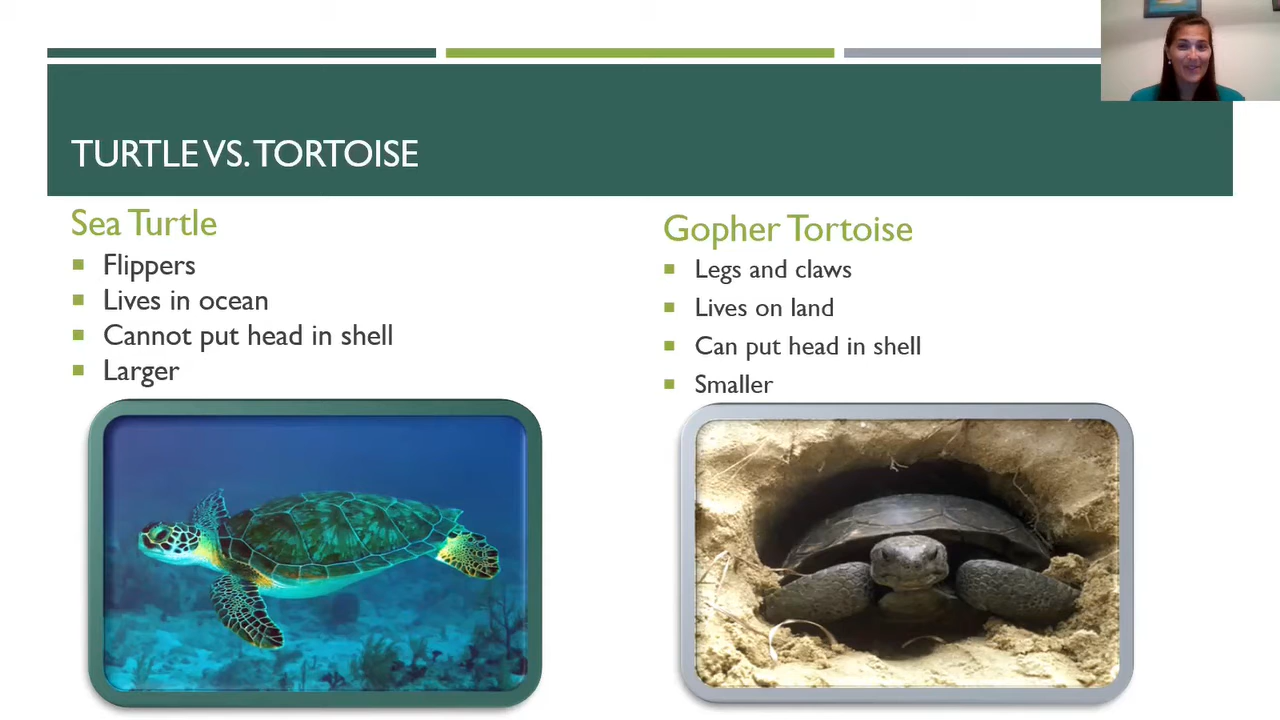 TURTLE VS. TORTOISE
Sea Turtle
Flippers
Lives in ocean
Cannot put head in shell
Larger
Gopher Tortoise
Legs and claws
Lives on land
Can put head in shell
Smaller